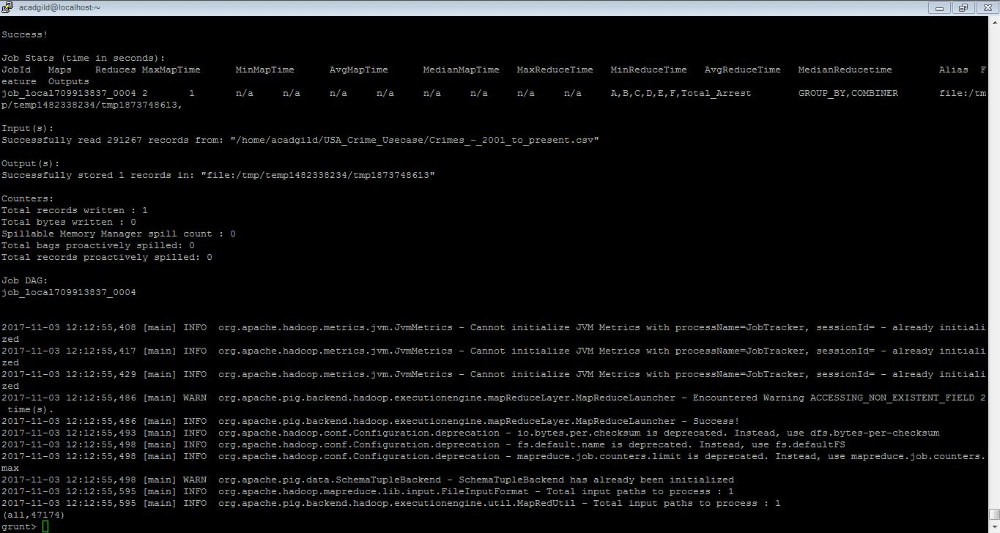 acadgild@localhost:~
Success!
Job Stats (time in seconds):
JobId Maps Reduces MaxMapTime MinMapTime AvgMapTime MedianMapTime MaxReduceTime MinReduceTime AvgReduceTime MedianReducetime Alias F
eature Outputs
job_local709913837_0004 2 1 n/a n/a n/a n/a n/a n/a n/a n/a A,B,C,D,E,F,Total_Arrest GROUP_BY,COMBINER file:/tm
p/temp1482338234/tmp1873748613,
Input(s):
Successfully read 291267 records from: "/home/acadgild/USA_Crime_Usecase/Crimes_-_2001_to_present.csv"
Output(s):
Successfully stored 1 records in: "file:/tmp/temp1482338234/tmp1873748613"
Counters:
Total records written : 1
Total bytes written : 0
Spillable Memory Manager spill count : 0
Total bags proactively spilled: 0
Total records proactively spilled: 0
Job DAG:
job_local709913837_0004
2017-11-03 12:12:55,408 [main] INFO org.apache.hadoop.metrics.jvm.JvmMetrics - Cannot initialize JVM Metrics with processName=JobTracker, sessionId= - already initiali
zed
2017-11-03 12:12:55,417 [main] INFO org.apache.hadoop.metrics.jvm.JvmMetrics - Cannot initialize JVM Metrics with processName=JobTracker, sessionId= - already initiali
zed
2017-11-03 12:12:55,429 [main] INFO org.apache.hadoop.metrics.jvm.JvmMetrics - Cannot initialize JVM Metrics with processName=JobTracker, sessionId= - already initiali
zed
2017-11-03 12:12:55,486 [main] WARN org.apache.pig.backend.hadoop.executionengine.mapReduceLayer.MapReduceLauncher - Encountered Warning ACCESSING_NON_EXISTENT_FIELD 2
time(s).
2017-11-03 12:12:55,486 [main] INFO org.apache.pig.backend.hadoop.executionengine.mapReduceLayer.MapReduceLauncher - Success!
2017-11-03 12:12:55,493 [main] INFO org.apache.hadoop.conf.Configuration.deprecation - io.bytes.per.checksum is deprecated. Instead, use dfs.bytes-per-checksum
2017-11-03 12:12:55,498 [main] INFO org.apache.hadoop.conf.Configuration.deprecation - fs.default.name is deprecated. Instead, use fs.defaultFS
2017-11-03 12:12:55,498 [main] INFO org.apache.hadoop.conf.Configuration.deprecation - mapreduce.job.counters.limit is deprecated. Instead, use mapreduce.job.counters.
max
2017-11-03 12:12:55,498 [main] WARN org.apache.pig.data.SchemaTupleBackend - SchemaTupleBackend has already been initialized
2017-11-03 12:12:55,595 [main] INFO org.apache.hadoop.mapreduce.lib.input.FileInputFormat - Total input paths to process : 1
2017-11-03 12:12:55,595 [main] INFO org.apache.pig.backend.hadoop.executionengine.util.MapRedUtil - Total input paths to process : 1
(all,47174)
grunt>